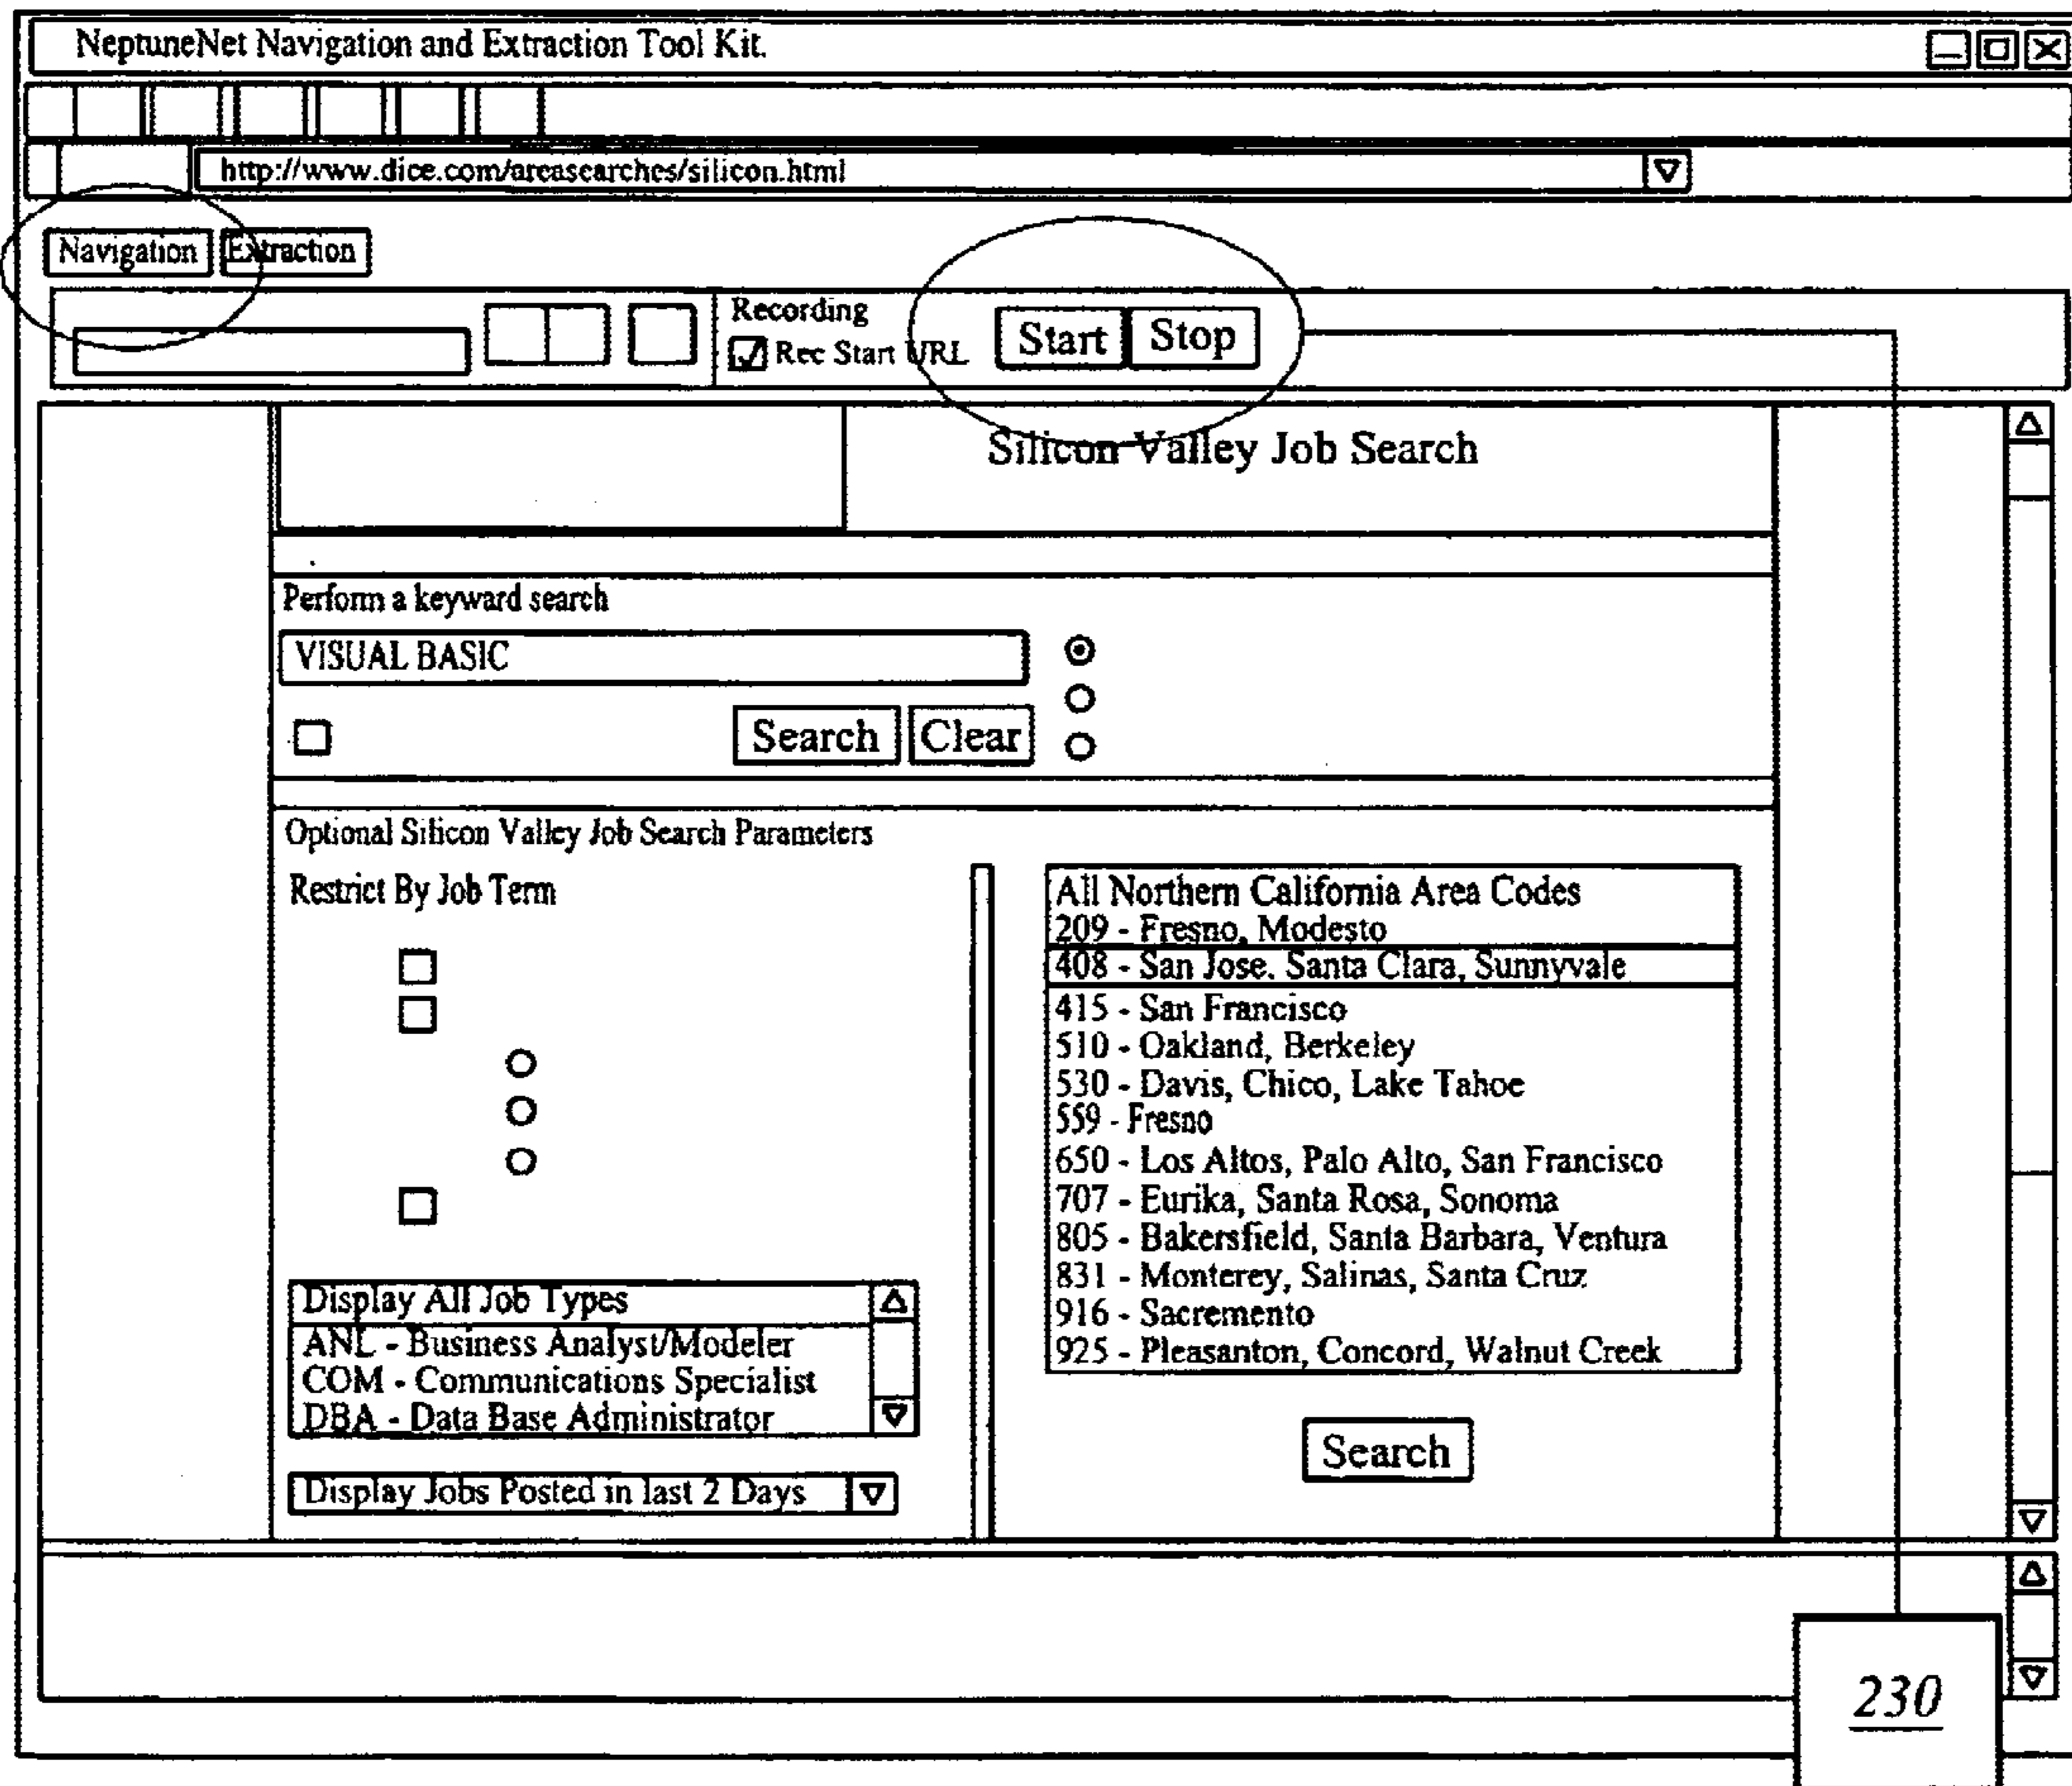 NeptuneNet Navigation and Extraction Tool Kit.
http://www.dice.com/areasearches/silicon.html
Navigation Extraction
Recording
Rec Start URL
Start Stop
Silicon Valley Job Search
Perform a keyward search
VISUAL BASIC
Search Clear
Optional Silicon Valley Job Search Parameters
Restrict By Job Term
Display All Job Types
ANL - Business Analyst/Modeler
COM - Communications Specialist
DBA - Data Base Administrator
Display Jobs Posted in last 2 Days
All Northern California Area Codes
209 - Fresno, Modesto
408 - San Jose. Santa Clara, Sunnyvale
415 - San Francisco
510 - Oakland, Berkeley
530 - Davis, Chico, Lake Tahoe
559 - Fresno
650 - Los Altos, Palo Alto, San Francisco
707 - Eurika, Santa Rosa, Sonoma
805 - Bakersfield, Santa Barbara, Ventura
831 - Monterey, Salinas, Santa Cruz
916 - Sacremento
925 - Pleasanton, Concord, Walnut Creek
Search
230